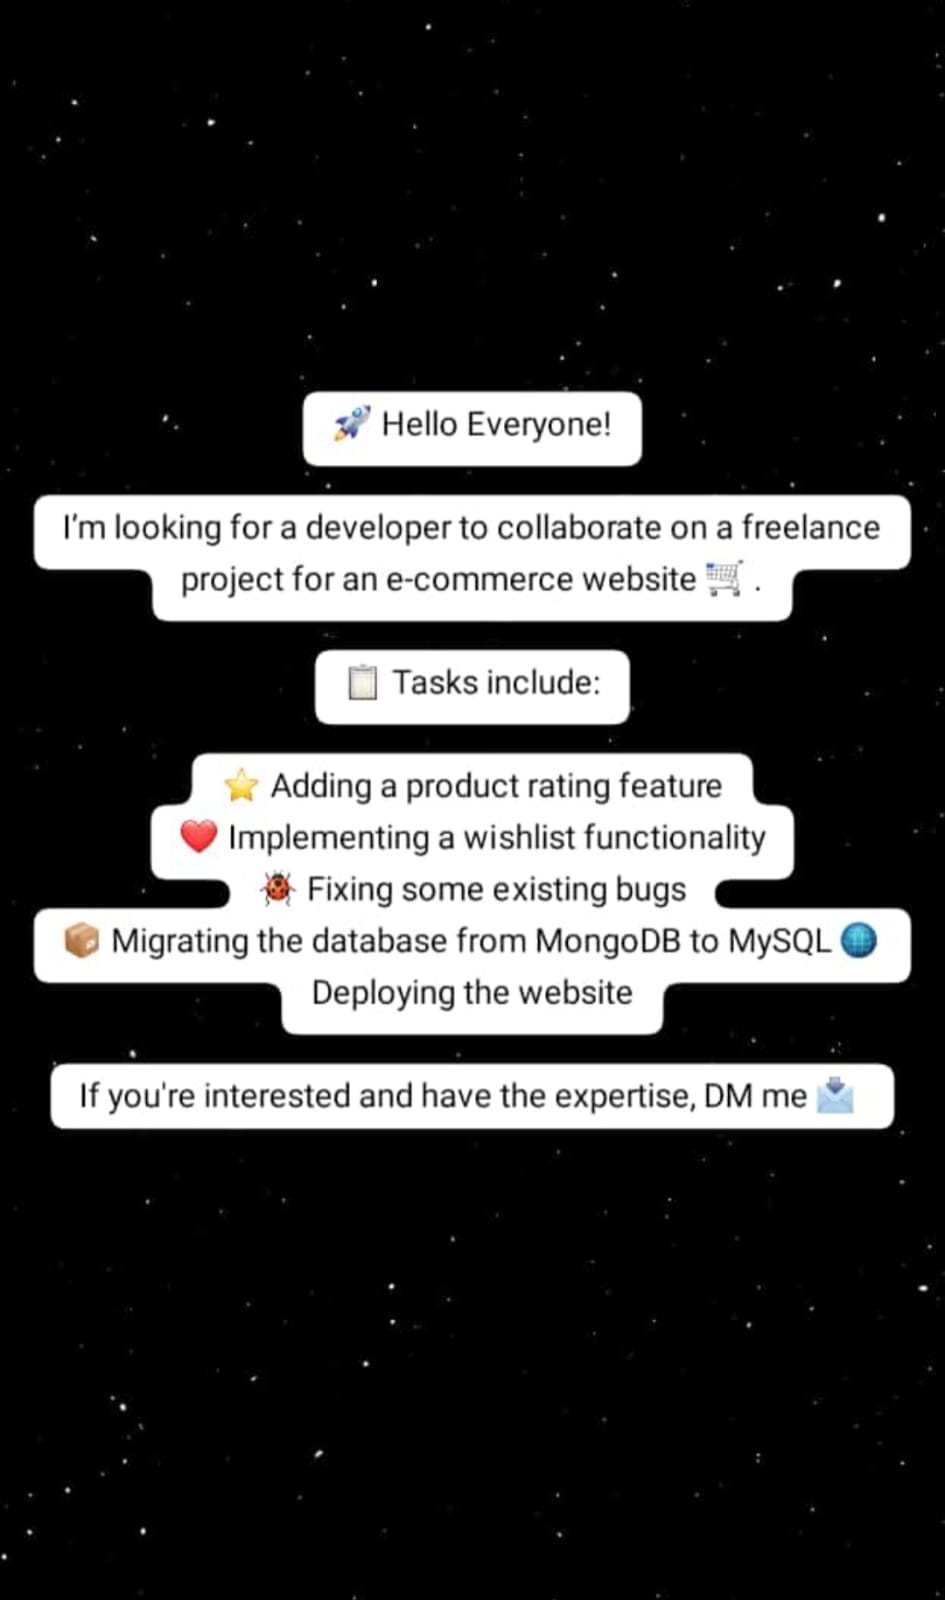 🚀 Hello Everyone!
I'm looking for a developer to collaborate on a freelance
project for an e-commerce website 🛒 .
📋 Tasks include:
⭐ Adding a product rating feature
❤️ Implementing a wishlist functionality
🐞 Fixing some existing bugs
📦 Migrating the database from MongoDB to MySQL 🌐
Deploying the website
If you're interested and have the expertise, DM me 📩